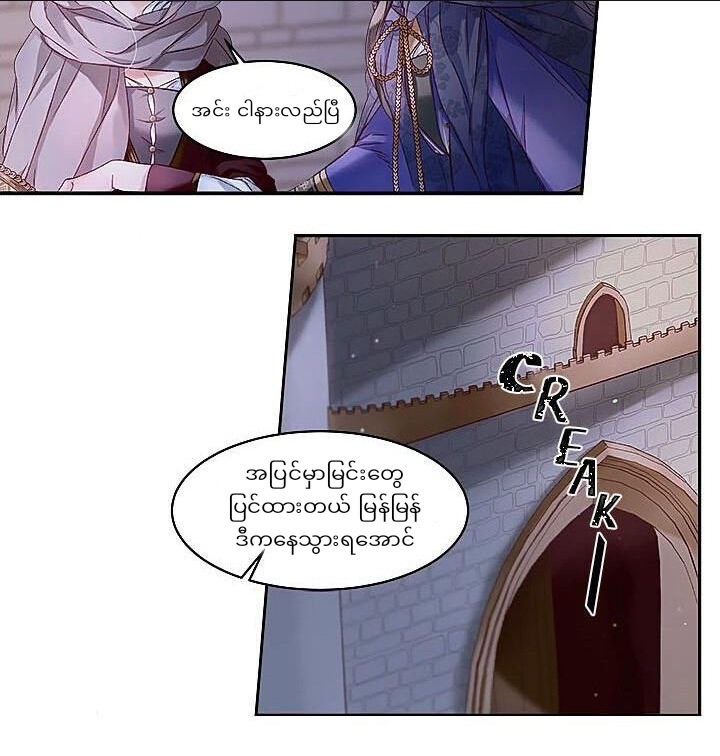 အင်း ငါနားလည်ပြီ
CREAK!
အပြင်မှာမြင်းတွေ
ပြင်ထားတယ် မြန်မြန်
ဒီကနေသွားရအောင်